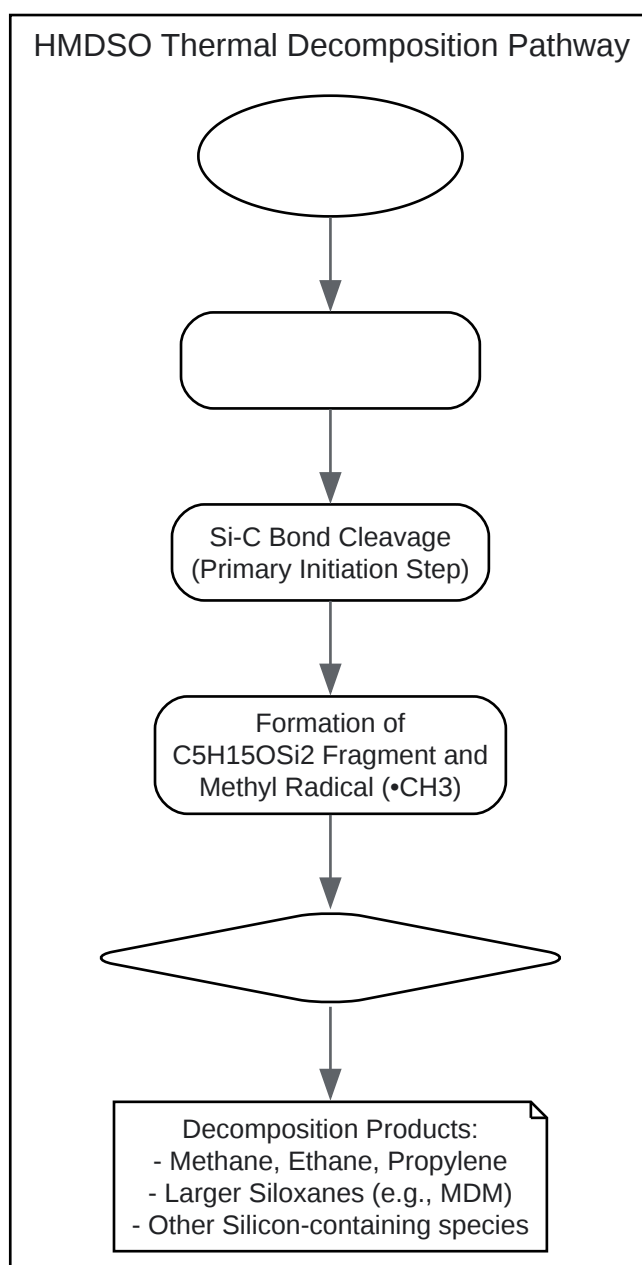 HMDSO Thermal Decomposition Pathway
Si-C Bond Cleavage
(Primary Initiation Step)
Formation of
C5H15OSi2 Fragment and
Methyl Radical (•CH3)
Decomposition Products:
- Methane, Ethane, Propylene
- Larger Siloxanes (e.g., MDM)
- Other Silicon-containing species